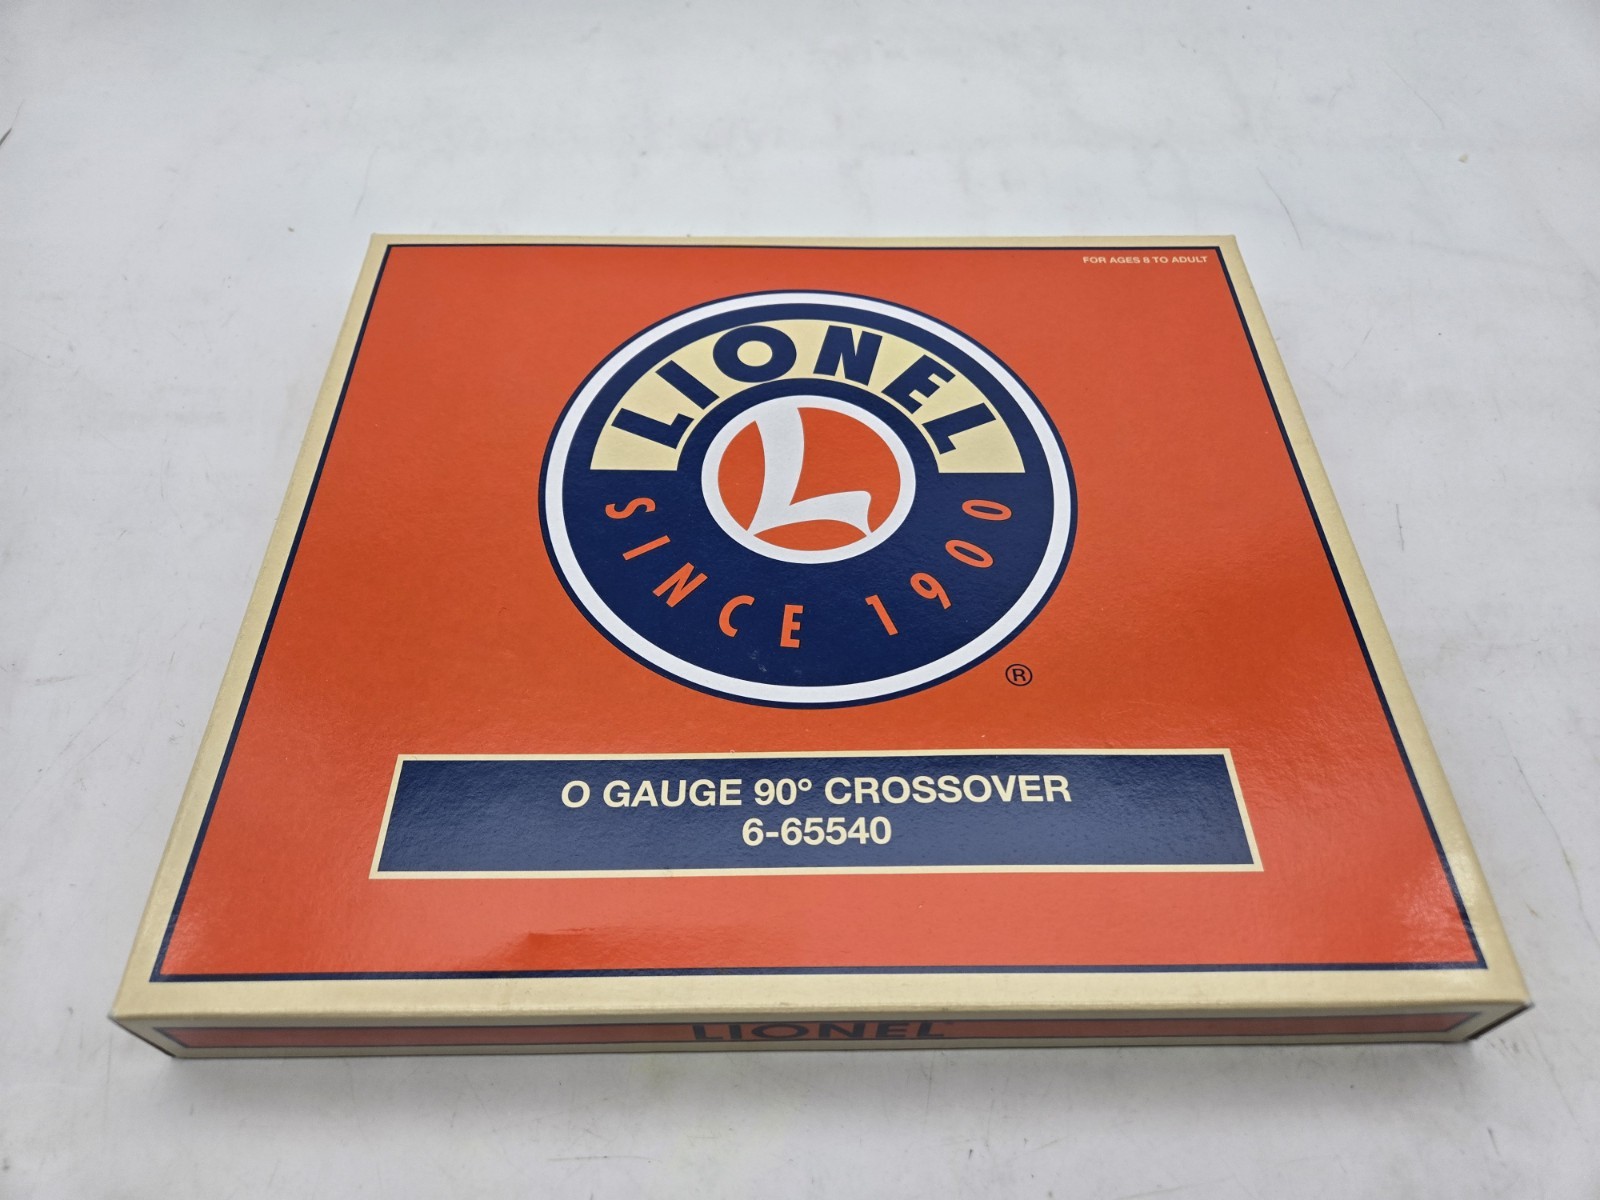 FOR AGES 8 TO ADULT
LIONEL
L
SINCE 1900
®
O GAUGE 90° CROSSOVER
6-65540
LIONEL